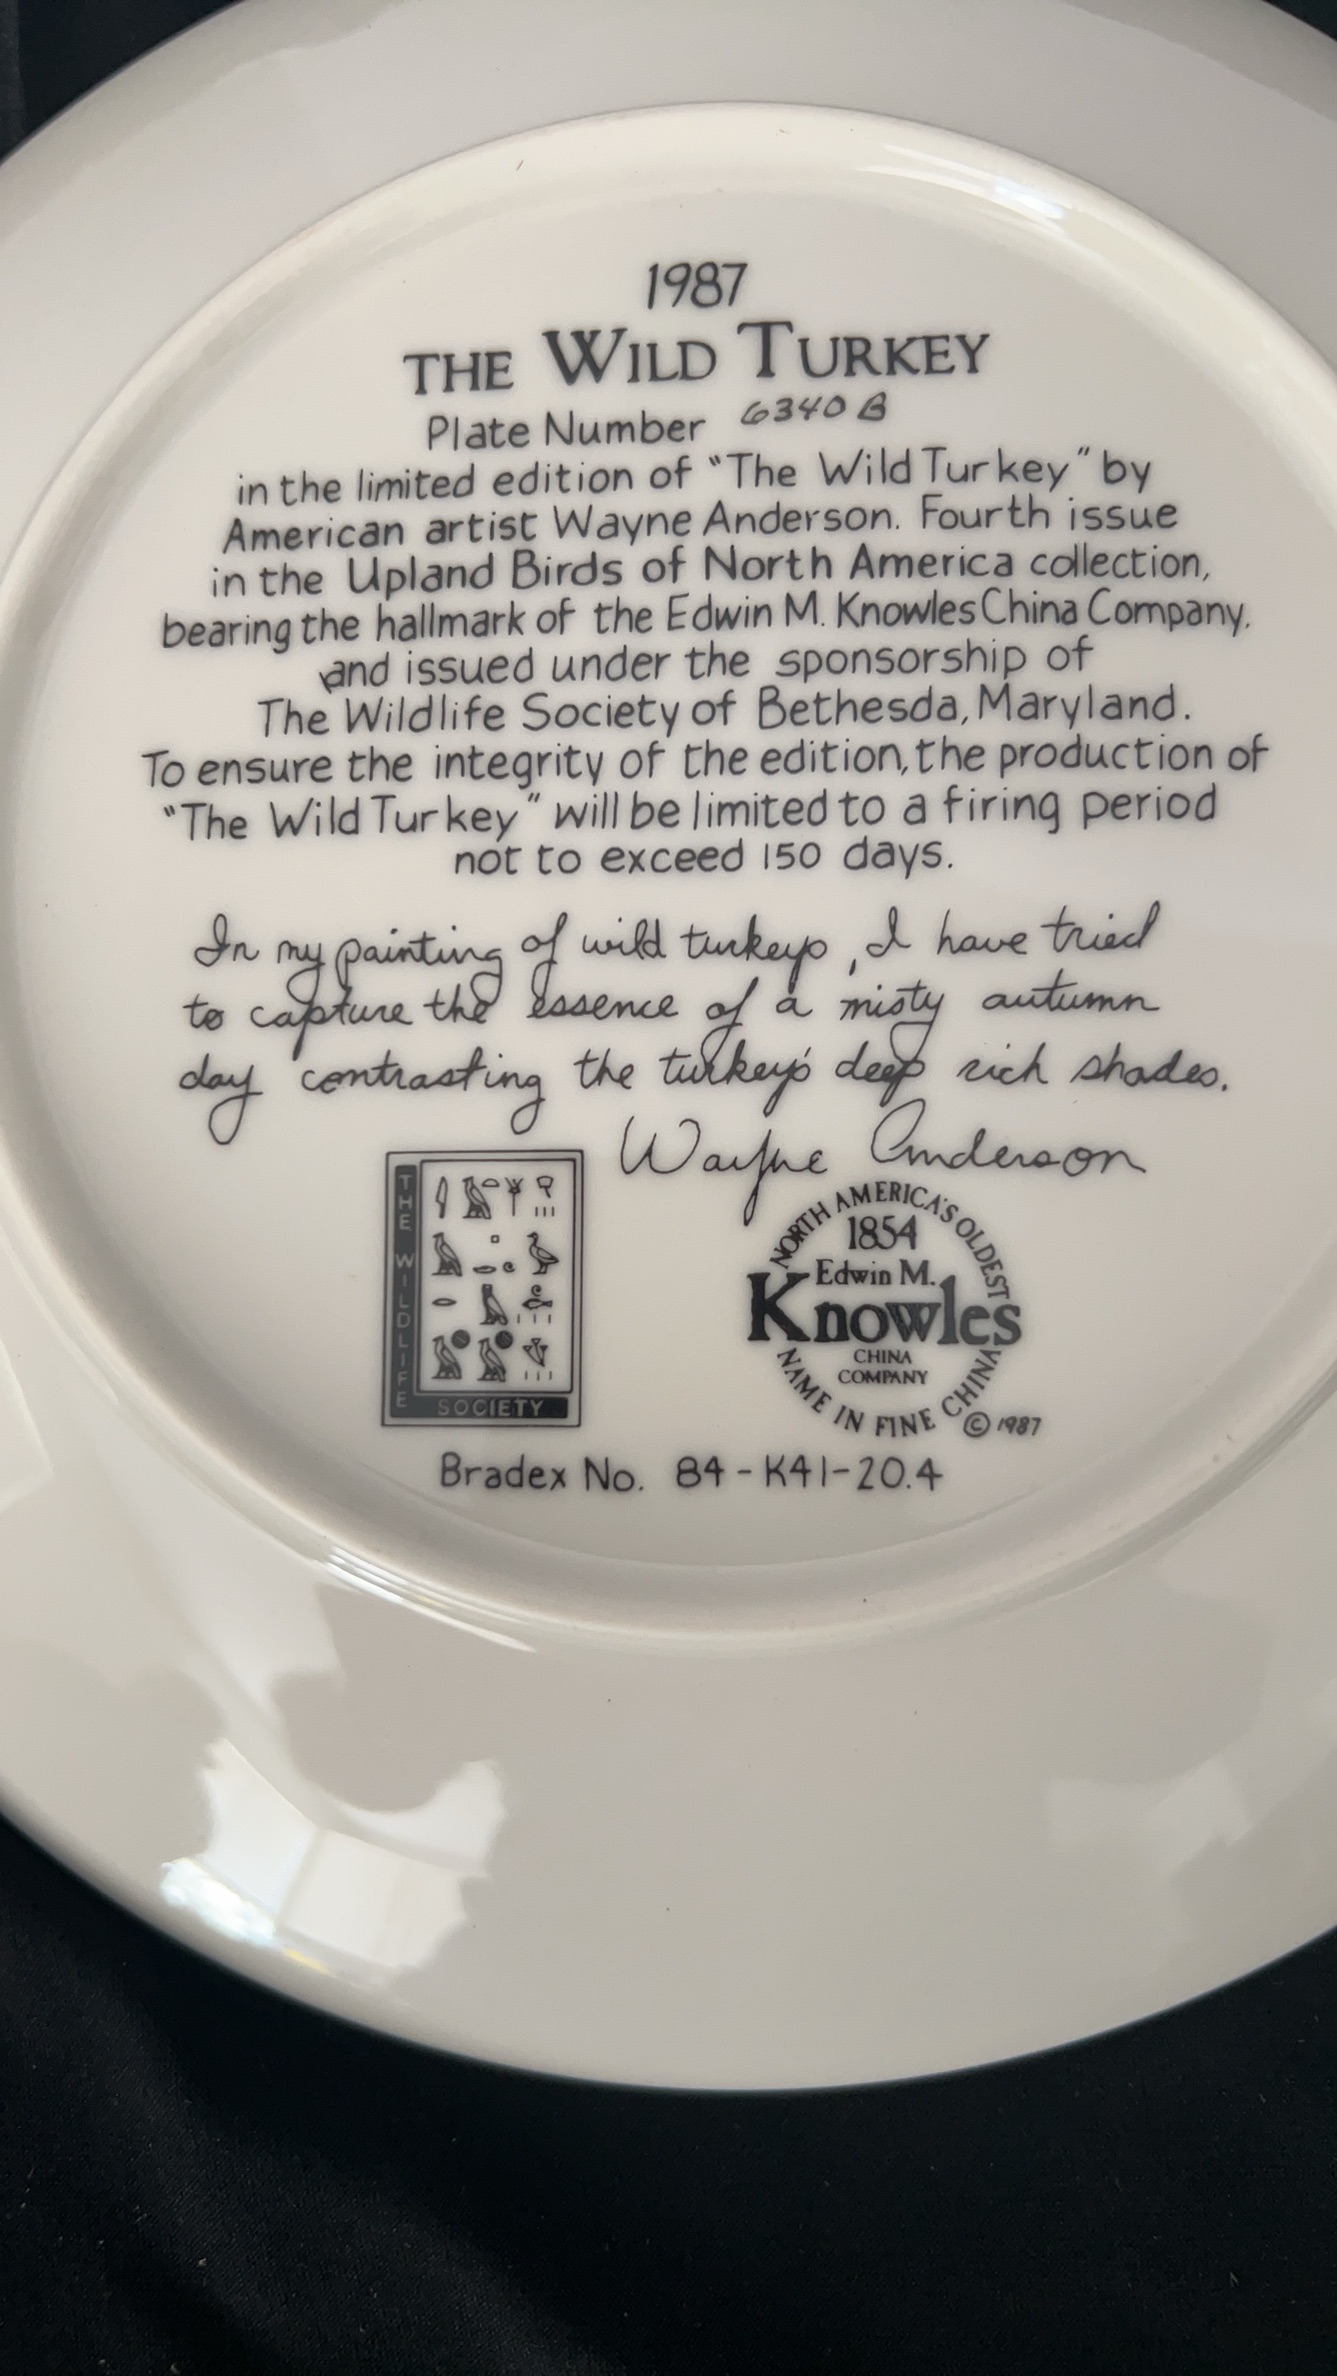 1987
THE WILD TURKEY
Plate Number 6340 B
in the limited edition of "The Wild Turkey" by
American artist Wayne Anderson. Fourth issue
in the Upland Birds of North America collection,
bearing the hallmark of the Edwin M. Knowles China Company,
and issued under the sponsorship of
The Wildlife Society of Bethesda, Maryland.
To ensure the integrity of the edition, the production of
"The Wild Turkey" will be limited to a firing period
not to exceed 150 days.
In my painting of wild turkeys, I have tried
to capture the essence of a misty autumn
day contrasting the turkey's deep rich shades.
Wayne Anderson
THE WILDLIFE
SOCIETY
NORTH AMERICA'S OLDEST
1854
Edwin M.
Knowles
CHINA
COMPANY
NAME IN FINE CHINA
© 1987
Bradex No. 84-K41-20.4